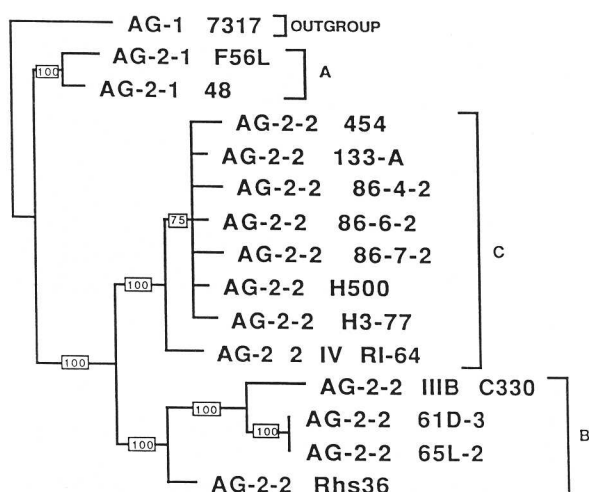 AG-1 7317 OUTGROUP
AG-2-1 F56L
100 A
AG-2-1 48
AG-2-2 454
AG-2-2 133-A
AG-2-2 86-4-2
75 AG-2-2 86-6-2
AG-2-2 86-7-2 C
100 AG-2-2 H500
AG-2-2 H3-77
AG-2 2 IV RI-64
100
AG-2-2 IIIB C330
100 AG-2-2 61D-3
100 B
100 AG-2-2 65L-2
AG-2-2 Rhs36